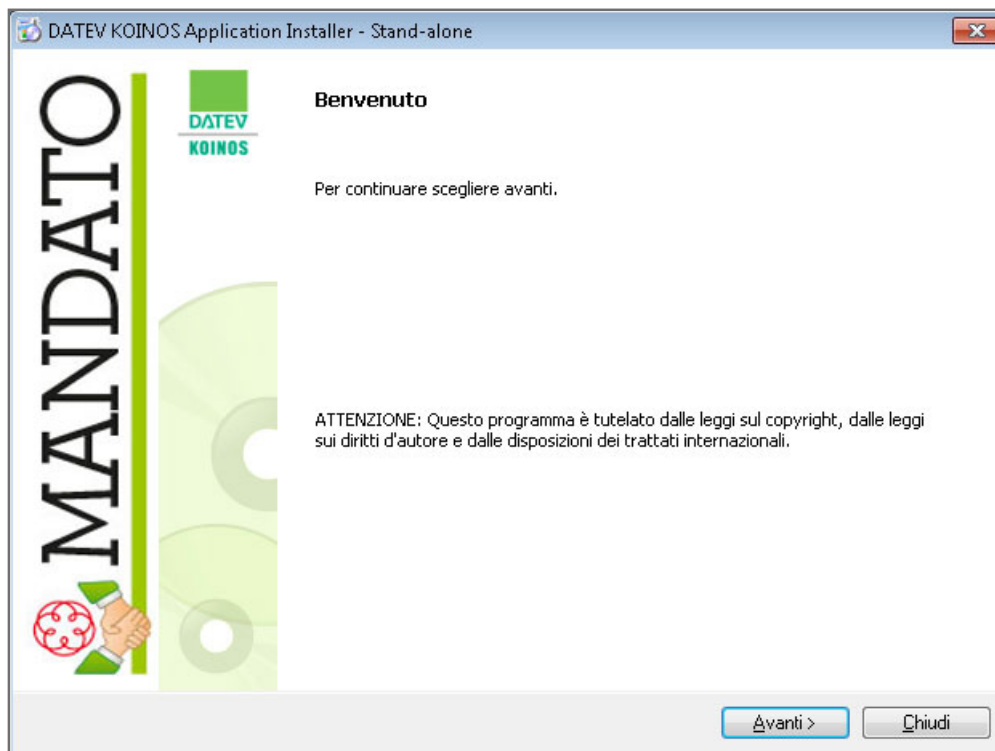 DATEV KOINOS Application Installer - Stand-alone
MANDATO
DATEV
KOINOS
Benvenuto
Per continuare scegliere avanti.
ATTENZIONE: Questo programma è tutelato dalle leggi sul copyright, dalle leggi
sui diritti d'autore e dalle disposizioni dei trattati internazionali.
Avanti >
Chiudi